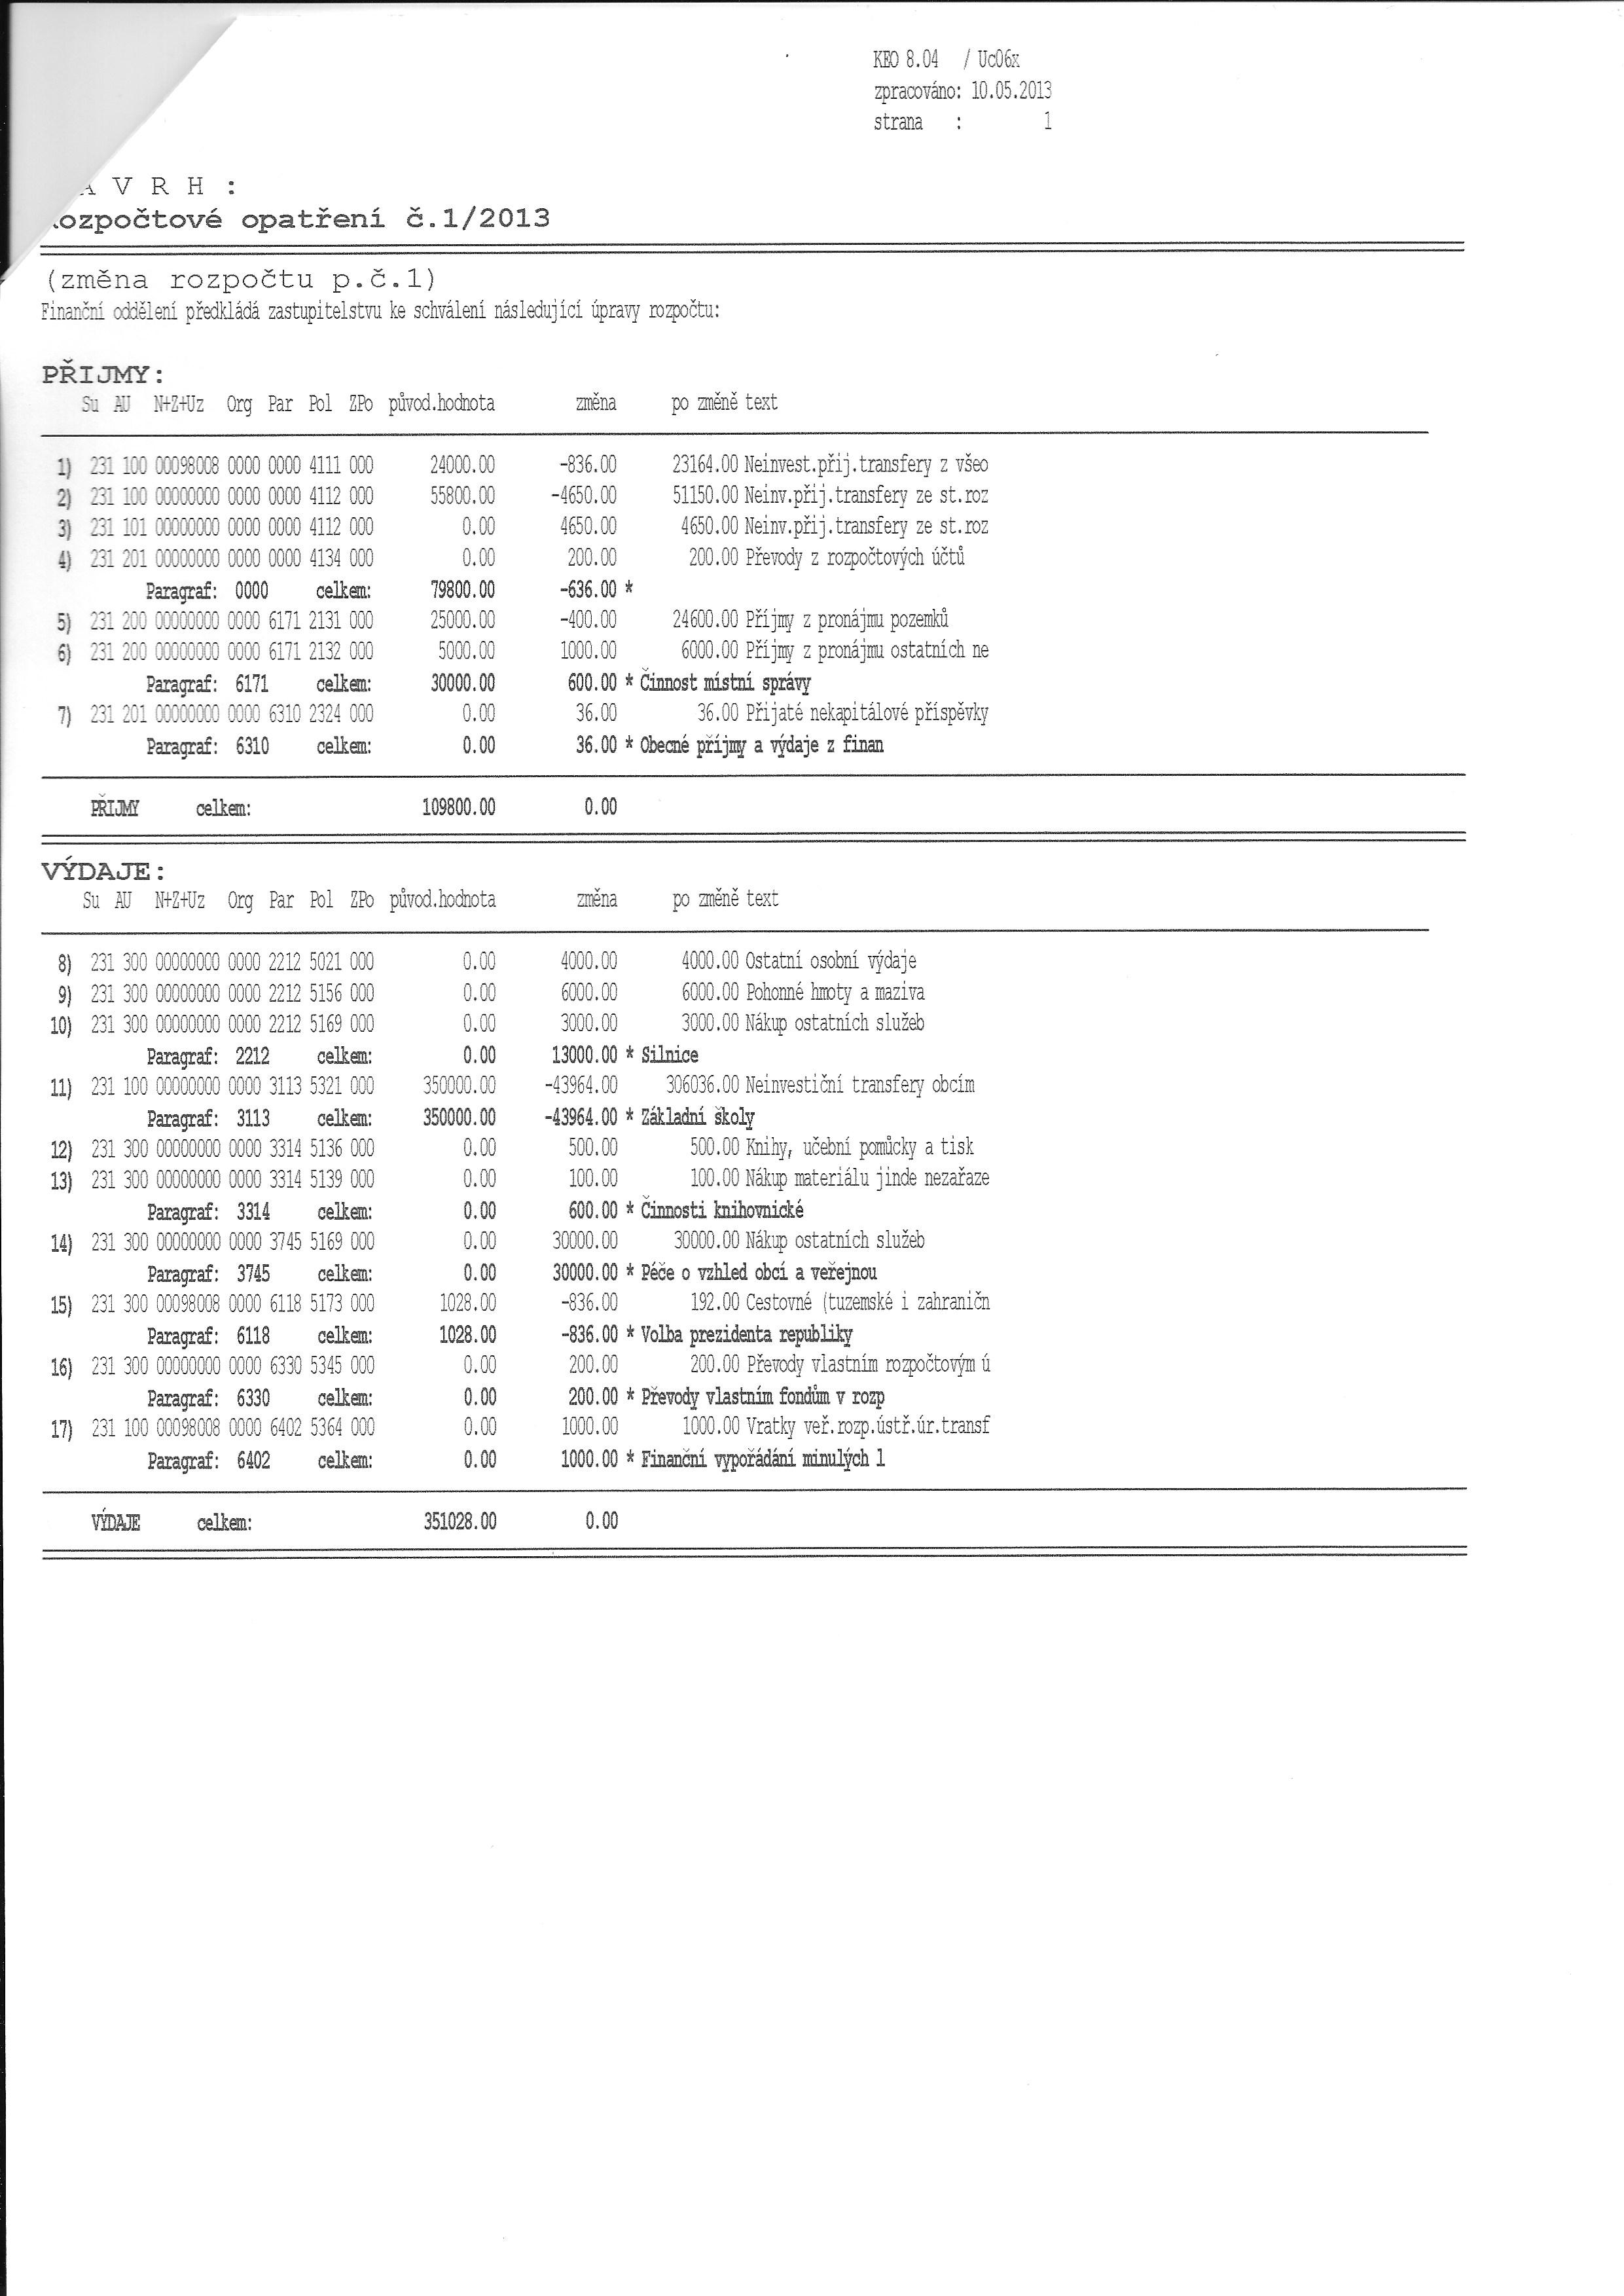 KEO 8.04 / Uc06x
zpracováno: 10.05.2013
strana : 1
A V R H :
ozpočtové opatření č.1/2013
(změna rozpočtu p.č.1)
Finanční oddělení předkládá zastupitelstvu ke schválení následující úpravy rozpočtu:
PŘIJMY:
Su AU N+Z+Uz Org Par Pol ZPo původ.hodnota změna po změně text
1) 231 100 00098008 0000 0000 4111 000 24000.00 -836.00 23164.00 Neinvest.přij.transfery z všeo
2) 231 100 00000000 0000 0000 4112 000 55800.00 -4650.00 51150.00 Neinv.přij.transfery ze st.roz
3) 231 101 00000000 0000 0000 4112 000 0.00 4650.00 4650.00 Neinv.přij.transfery ze st.roz
4) 231 201 00000000 0000 0000 4134 000 0.00 200.00 200.00 Převody z rozpočtových účtů
Paragraf: 0000 celkem: 79800.00 -636.00 *
5) 231 200 00000000 0000 6171 2131 000 25000.00 -400.00 24600.00 Příjmy z pronájmu pozemků
6) 231 200 00000000 0000 6171 2132 000 5000.00 1000.00 6000.00 Příjmy z pronájmu ostatních ne
Paragraf: 6171 celkem: 30000.00 600.00 * Činnost místní správy
7) 231 201 00000000 0000 6310 2324 000 0.00 36.00 36.00 Přijaté nekapitálové příspěvky
Paragraf: 6310 celkem: 0.00 36.00 * Obecné příjmy a výdaje z finan
PŘIJMY celkem: 109800.00 0.00
VÝDAJE:
Su AU N+Z+Uz Org Par Pol ZPo původ.hodnota změna po změně text
8) 231 300 00000000 0000 2212 5021 000 0.00 4000.00 4000.00 Ostatní osobní výdaje
9) 231 300 00000000 0000 2212 5156 000 0.00 6000.00 6000.00 Pohonné hmoty a maziva
10) 231 300 00000000 0000 2212 5169 000 0.00 3000.00 3000.00 Nákup ostatních služeb
Paragraf: 2212 celkem: 0.00 13000.00 * Silnice
11) 231 100 00000000 0000 3113 5321 000 350000.00 -43964.00 306036.00 Neinvestiční transfery obcím
Paragraf: 3113 celkem: 350000.00 -43964.00 * Základní školy
12) 231 300 00000000 0000 3314 5136 000 0.00 500.00 500.00 Knihy, učební pomůcky a tisk
13) 231 300 00000000 0000 3314 5139 000 0.00 100.00 100.00 Nákup materiálu jinde nezařaze
Paragraf: 3314 celkem: 0.00 600.00 * Činnosti knihovnické
14) 231 300 00000000 0000 3745 5169 000 0.00 30000.00 30000.00 Nákup ostatních služeb
Paragraf: 3745 celkem: 0.00 30000.00 * Péče o vzhled obcí a veřejnou
15) 231 300 00098008 0000 6118 5173 000 1028.00 -836.00 192.00 Cestovné (tuzemské i zahraničn
Paragraf: 6118 celkem: 1028.00 -836.00 * Volba prezidenta republiky
16) 231 300 00000000 0000 6330 5345 000 0.00 200.00 200.00 Převody vlastním rozpočtovým ú
Paragraf: 6330 celkem: 0.00 200.00 * Převody vlastním fondům v rozp
17) 231 100 00098008 0000 6402 5364 000 0.00 1000.00 1000.00 Vratky veř.rozp.ústř.úr.transf
Paragraf: 6402 celkem: 0.00 1000.00 * Finanční vypořádání minulých l
VÝDAJE celkem: 351028.00 0.00